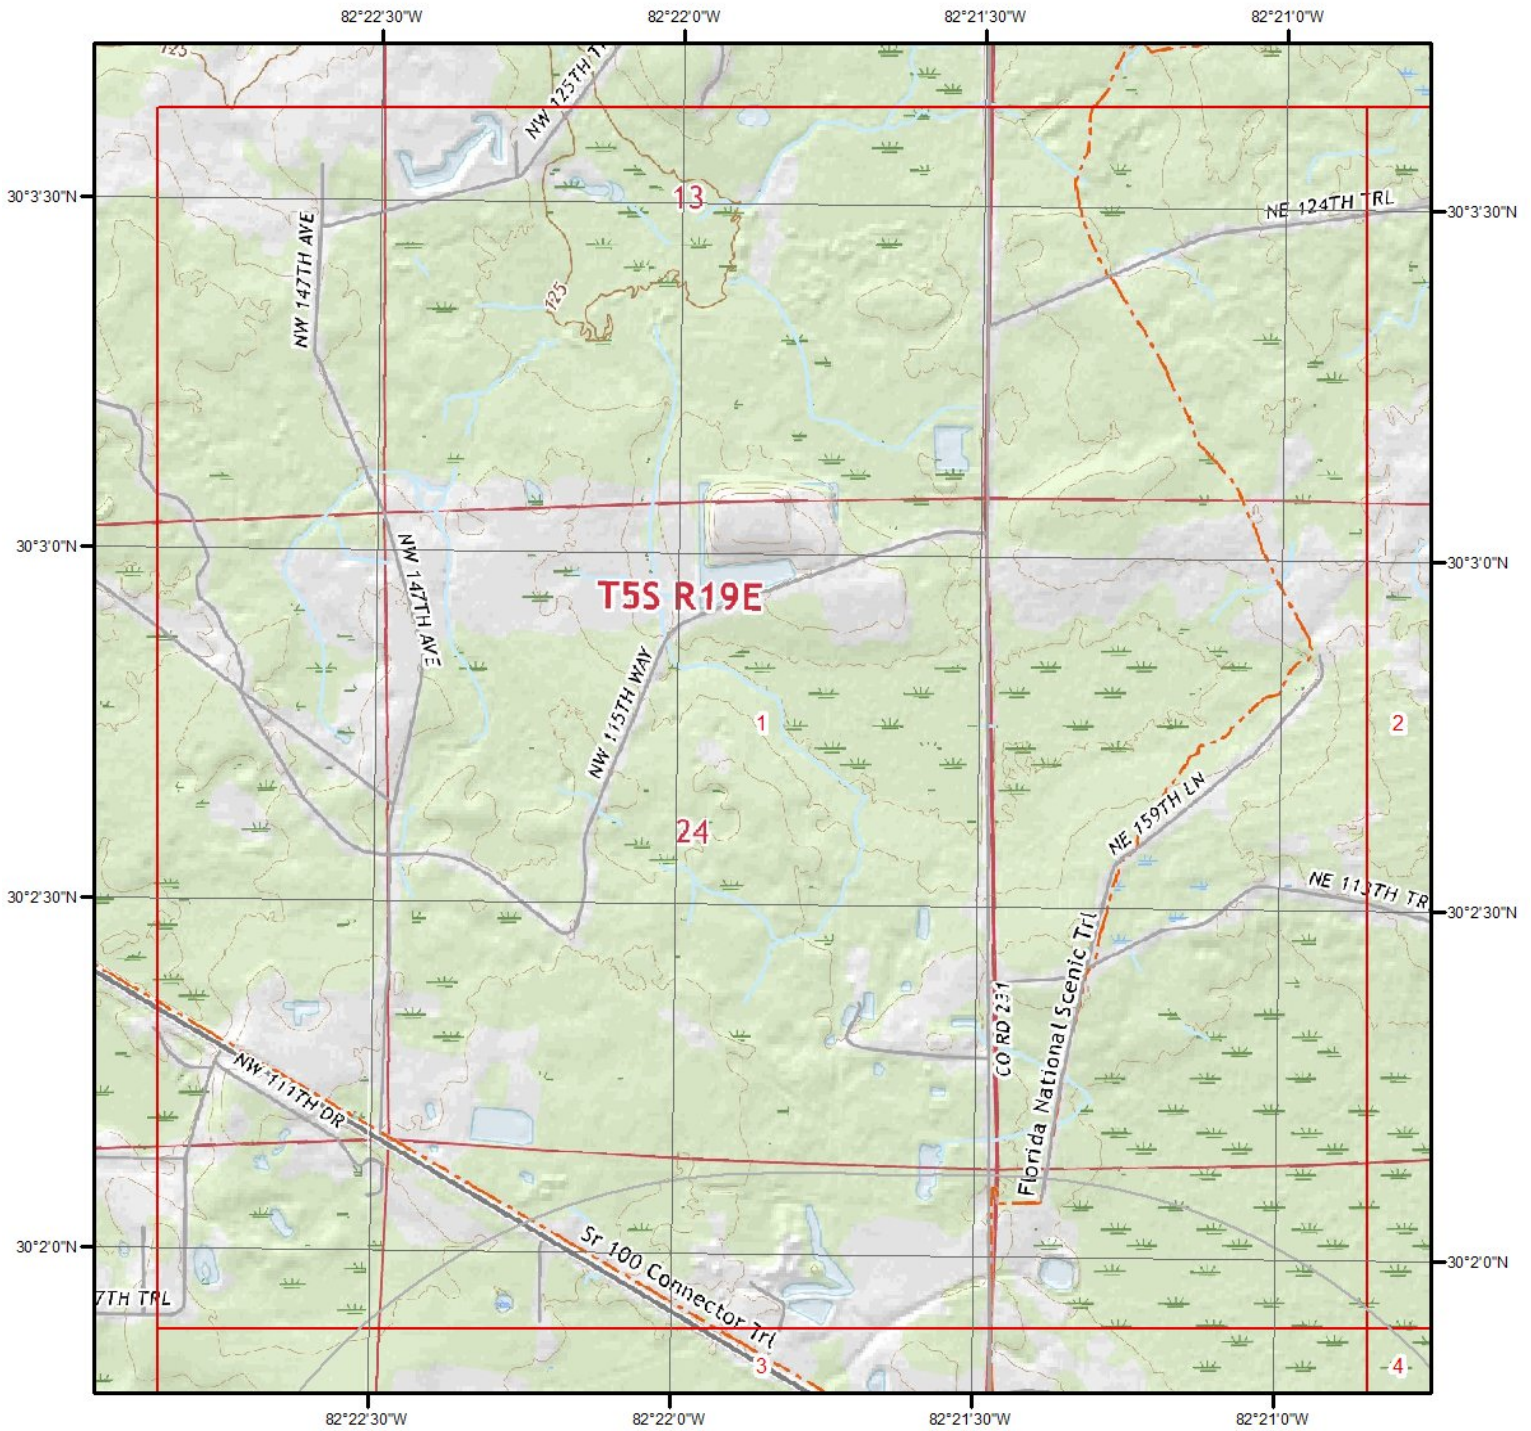 82°22'30"W
82°22'0"W
82°21'30"W
82°21'0"W
125
NW 125TH T
30°3'30"N
13
NE 124TH TRL
30°3'30"N
NW 147TH AVE
125
30°3'0"N
NW 147TH AVE
T5S R19E
30°3'0"N
NW 115TH WAY
1
2
24
NE 159TH LN
30°2'30"N
NE 113TH TR
30°2'30"N
Florida National Scenic Trl
CO RD 231
NW 111TH DR
30°2'0"N
Sr 100 Connector Trl
30°2'0"N
7TH TRL
3
4
82°22'30"W
82°22'0"W
82°21'30"W
82°21'0"W